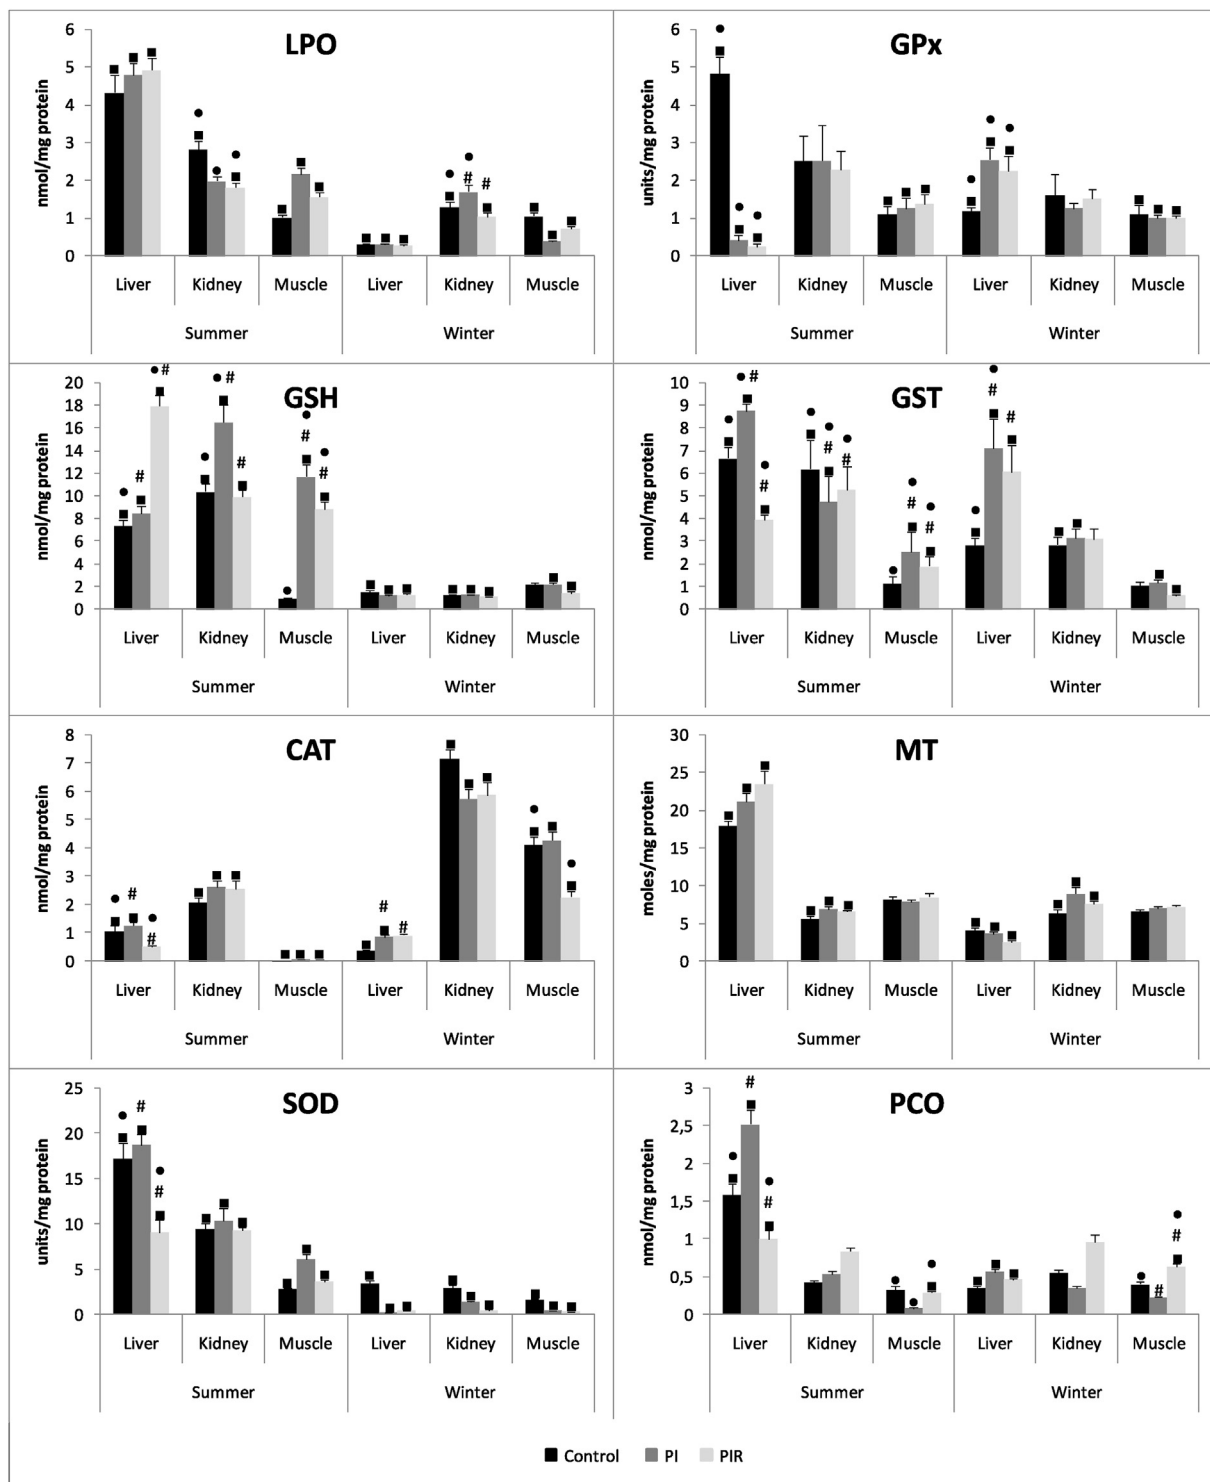 LPO
nmol/mg protein
6
5
4
3
2
1
0
Liver Kidney Muscle Liver Kidney Muscle
Summer Winter
# #
GPx
units/mg protein
6
5
4
3
2
1
0
Liver Kidney Muscle Liver Kidney Muscle
Summer Winter
GSH
nmol/mg protein
20
18
16
14
12
10
8
6
4
2
0
Liver Kidney Muscle Liver Kidney Muscle
Summer Winter
# # # # # #
GST
nmol/mg protein
10
9
8
7
6
5
4
3
2
1
0
Liver Kidney Muscle Liver Kidney Muscle
Summer Winter
# # # # # # # #
CAT
nmol/mg protein
8
7
6
5
4
3
2
1
0
Liver Kidney Muscle Liver Kidney Muscle
Summer Winter
# # # #
MT
moles/mg protein
30
25
20
15
10
5
0
Liver Kidney Muscle Liver Kidney Muscle
Summer Winter
SOD
units/mg protein
25
20
15
10
5
0
Liver Kidney Muscle Liver Kidney Muscle
Summer Winter
# #
PCO
nmol/mg protein
3
2,5
2
1,5
1
0,5
0
Liver Kidney Muscle Liver Kidney Muscle
Summer Winter
# # # #
Control PI PIR